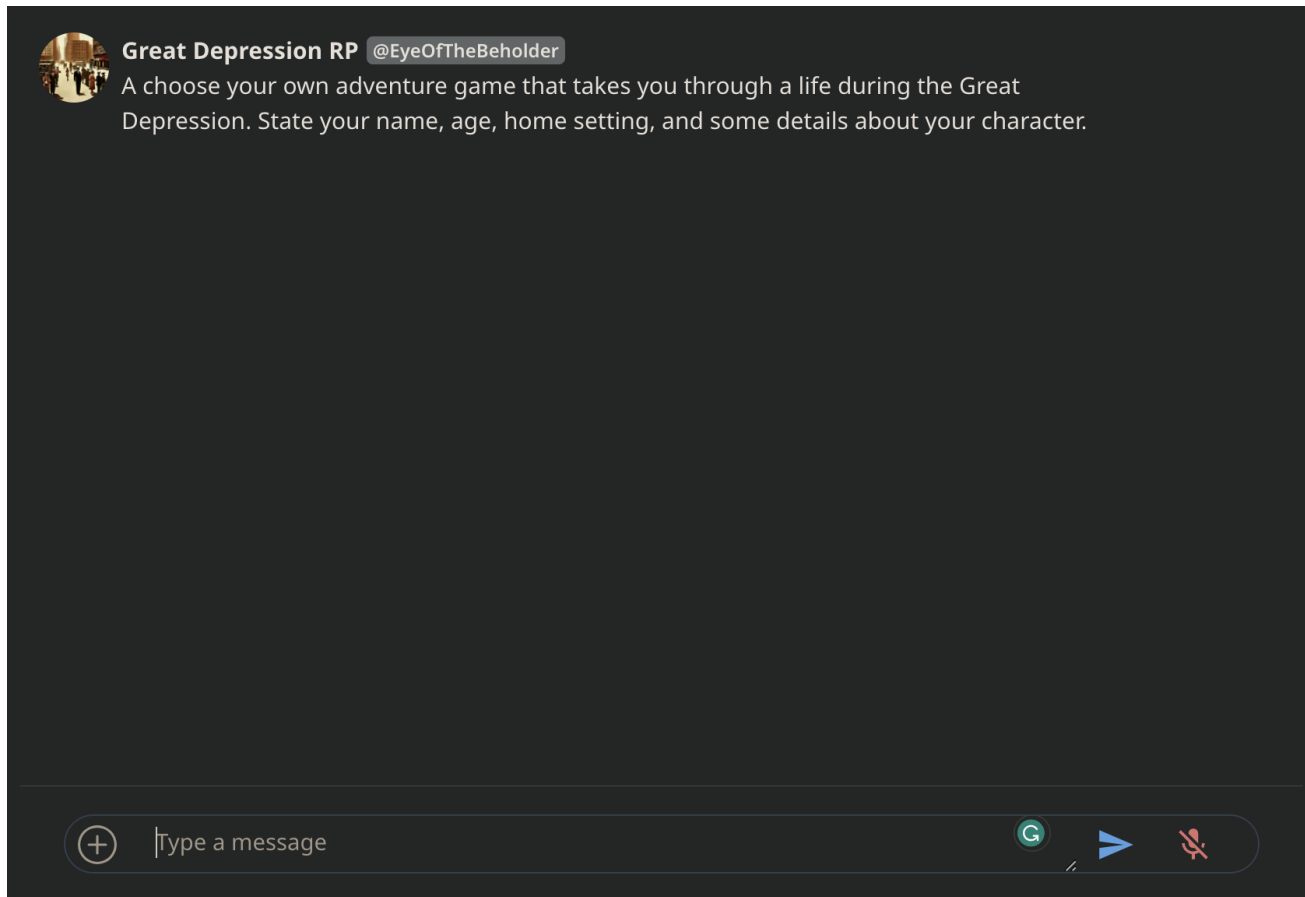 Great Depression RP @EyeOfTheBeholder
A choose your own adventure game that takes you through a life during the Great
Depression. State your name, age, home setting, and some details about your character.
Type a message